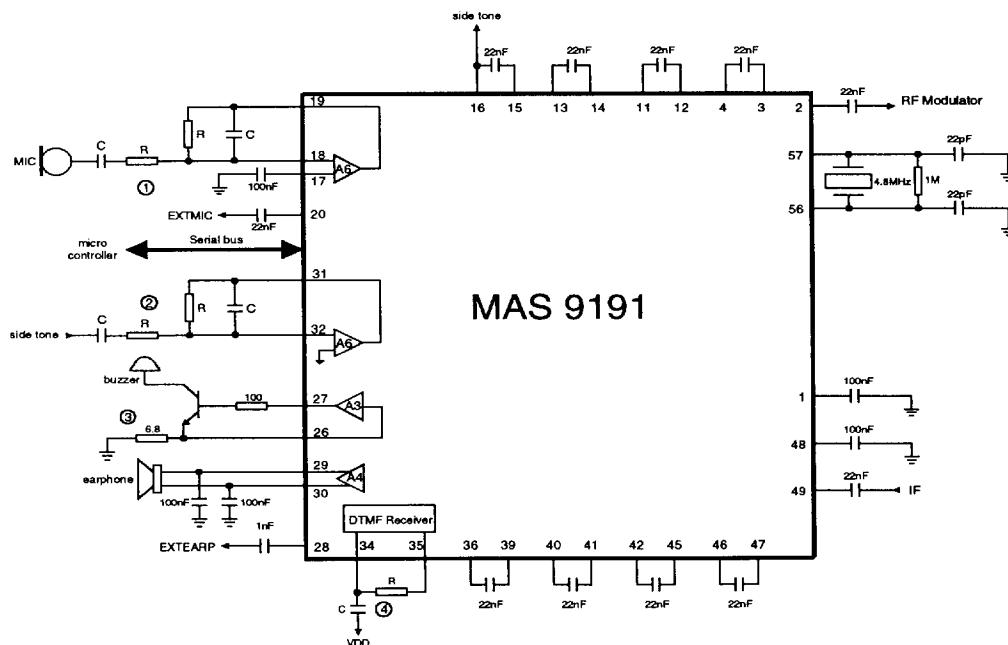 side tone
22nF 22nF 22nF 22nF
16 15 13 14 11 12 4 3 2
22nF
RF Modulator
19
R
C
18
MIC
C
R
A6
17
100nF
1
20
EXTMIC
22nF
micro
controller
Serial bus
57
22pF
4.8MHz
1M
56
22pF
MAS 9191
31
2
R
C
C
R
32
side tone
A6
buzzer
100
27
A3
3
6.8
26
29
A4
earphone
30
100nF 100nF
1nF
EXTEARP
28
DTMF Receiver
34 35
R
C
4
VDD
36 39 40 41 42 45 46 47
22nF 22nF 22nF 22nF
1
100nF
48
100nF
49
22nF
IF